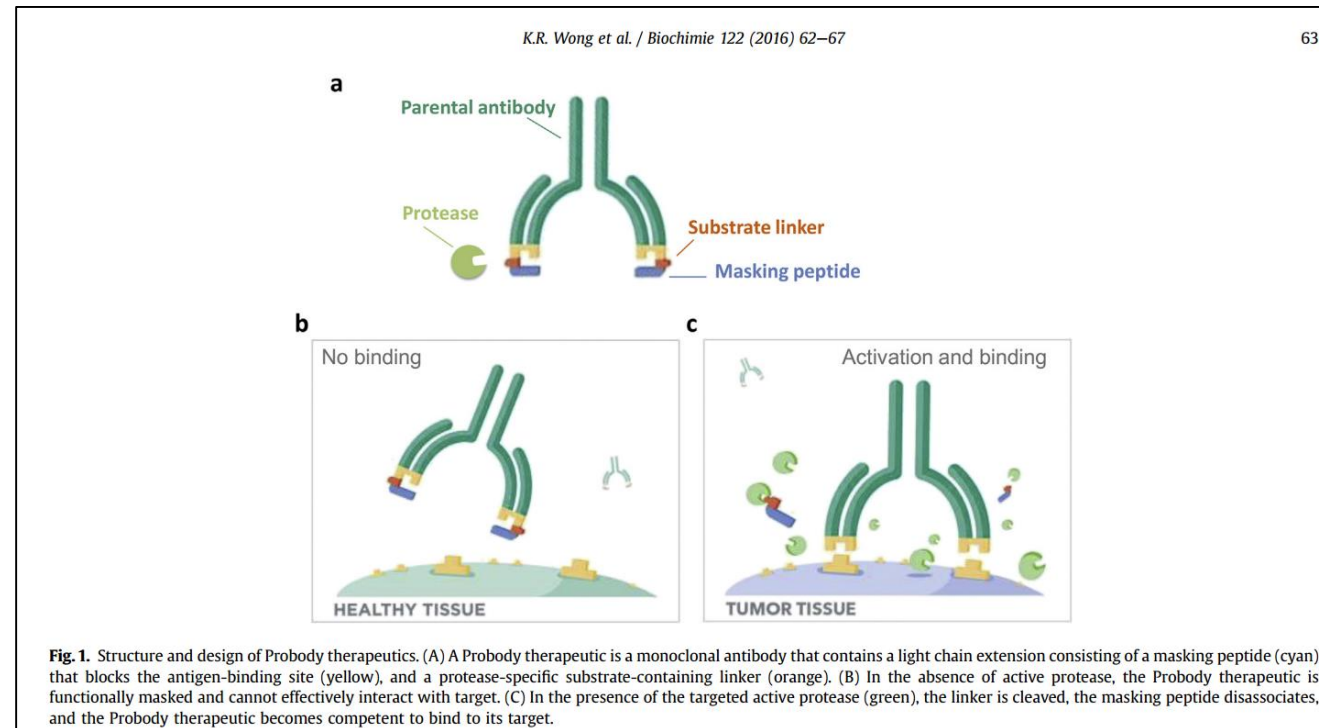 K.R. Wong et al. / Biochimie 122 (2016) 62–67
63
a
Parental antibody
Protease
Substrate linker
Masking peptide
b
No binding
HEALTHY TISSUE
c
Activation and binding
TUMOR TISSUE
Fig. 1. Structure and design of Probody therapeutics. (A) A Probody therapeutic is a monoclonal antibody that contains a light chain extension consisting of a masking peptide (cyan)
that blocks the antigen-binding site (yellow), and a protease-specific substrate-containing linker (orange). (B) In the absence of active protease, the Probody therapeutic is
functionally masked and cannot effectively interact with target. (C) In the presence of the targeted active protease (green), the linker is cleaved, the masking peptide disassociates,
and the Probody therapeutic becomes competent to bind to its target.